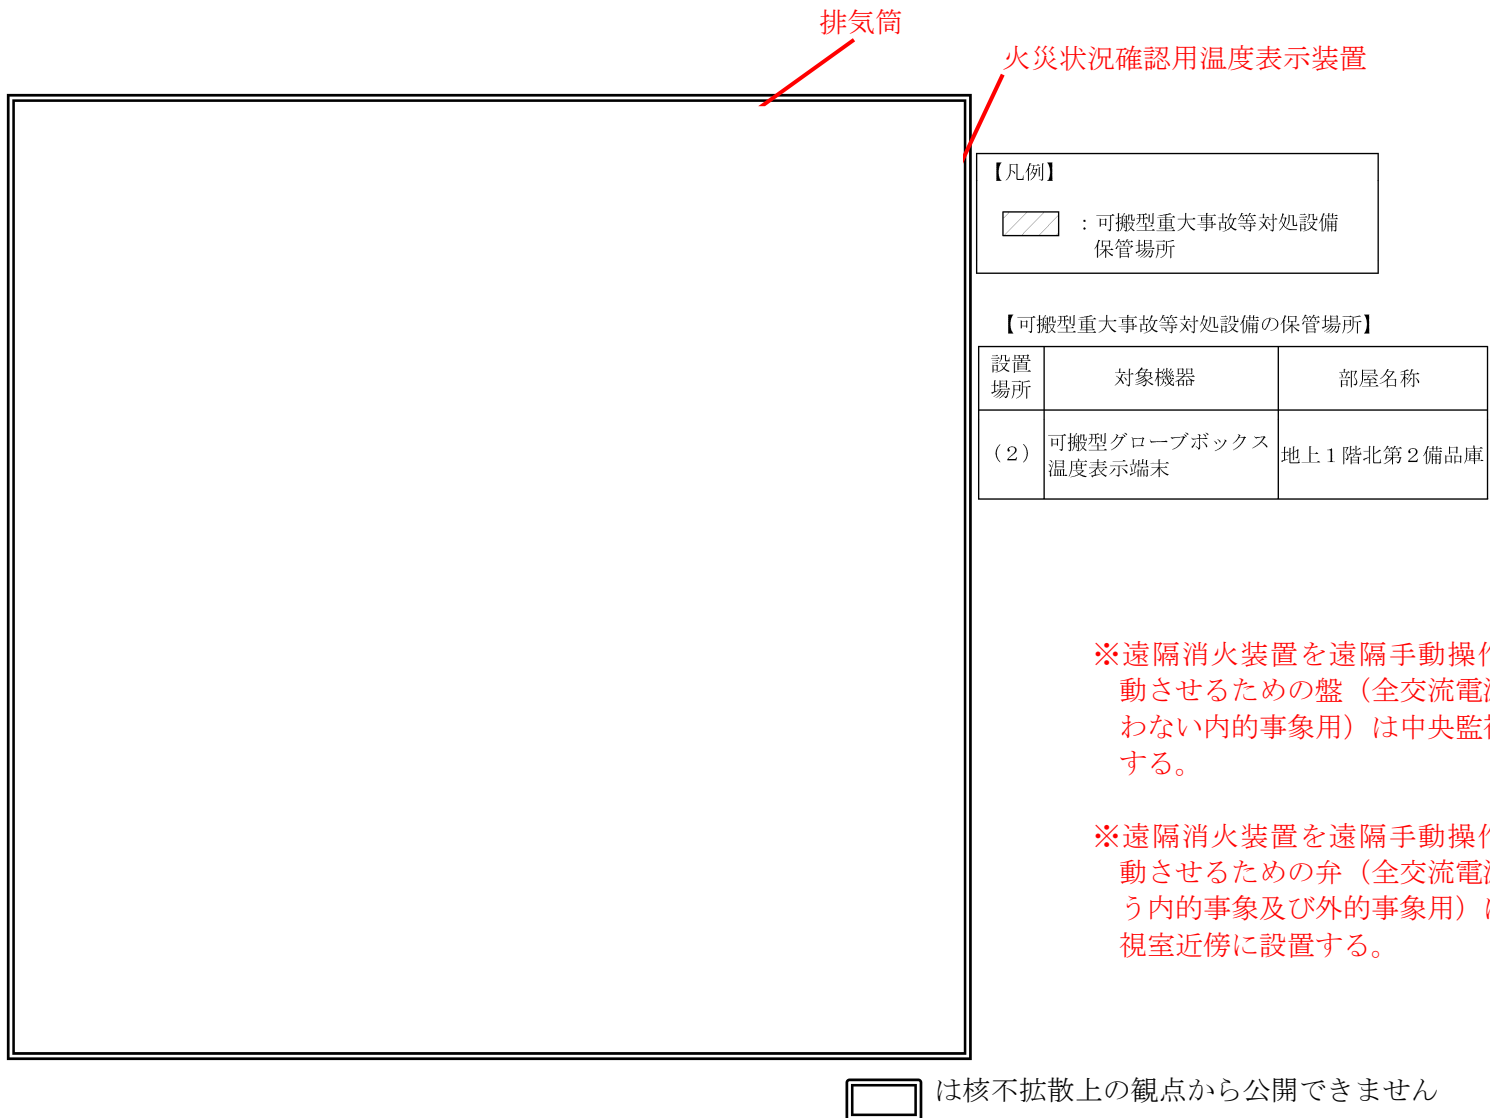 排気筒
火災状況確認用温度表示装置
【凡例】
：可搬型重大事故等対処設備
保管場所
【可搬型重大事故等対処設備の保管場所】
設置
場所
対象機器
部屋名称
（２）
可搬型グローブボックス
温度表示端末
地上１階北第２備品庫
※遠隔消火装置を遠隔手動操作
動させるための盤（全交流電源
わない内的事象用）は中央監視
する。
※遠隔消火装置を遠隔手動操作
動させるための弁（全交流電源
う内的事象及び外的事象用）は
視室近傍に設置する。
は核不拡散上の観点から公開できません